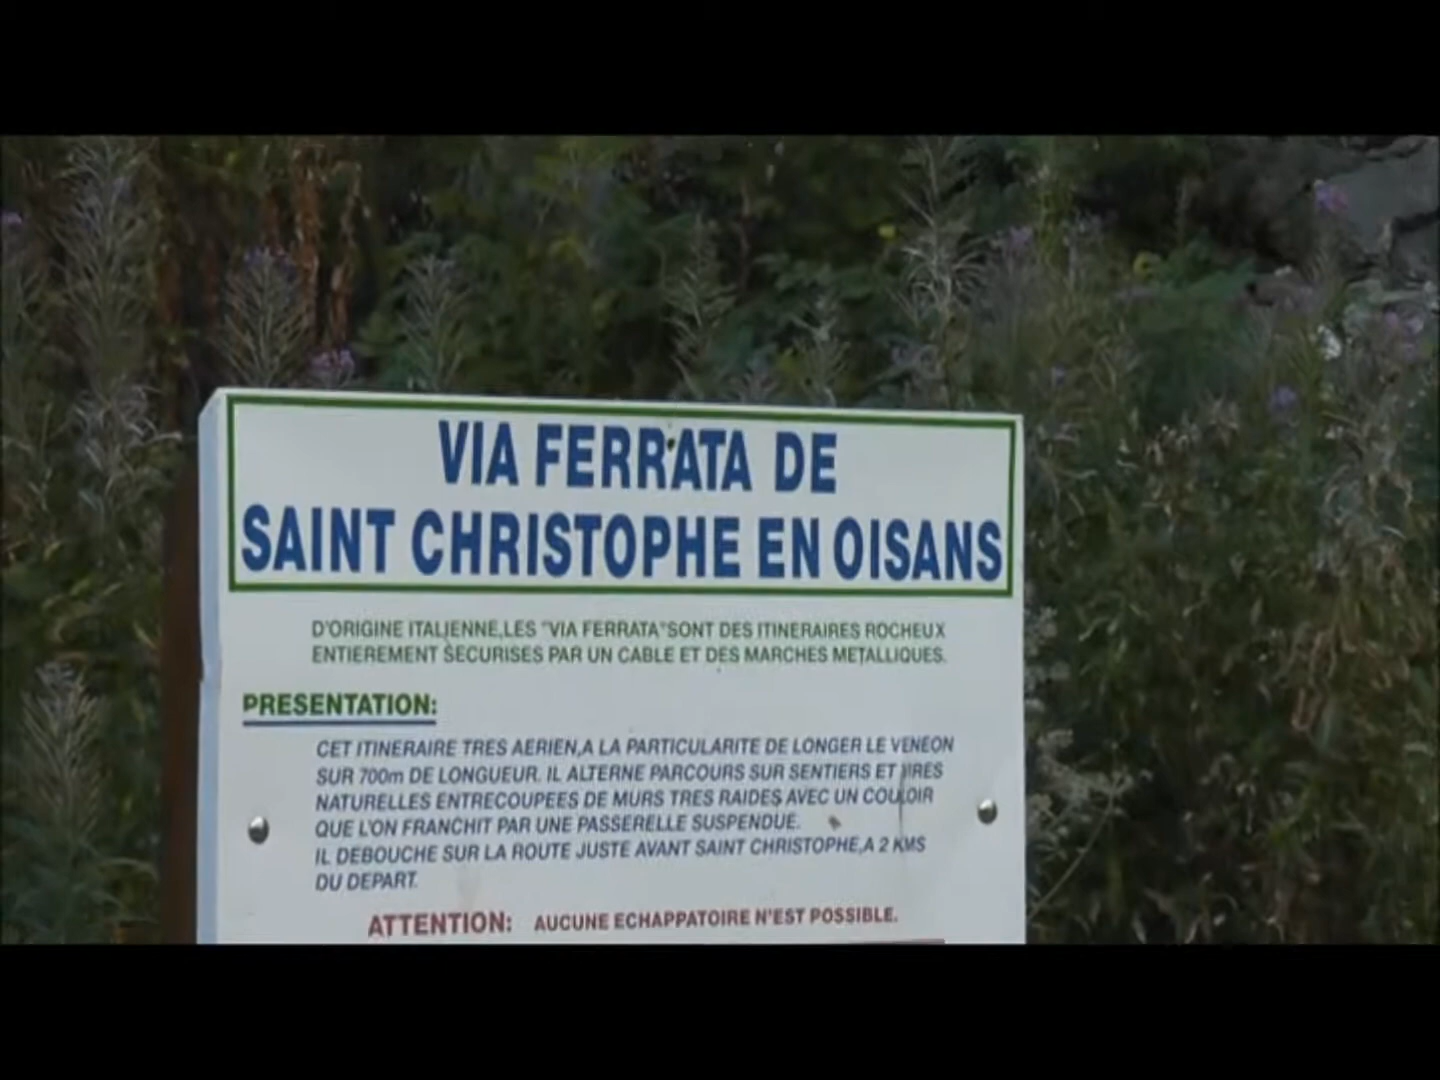 VIA FERRATA DE
SAINT CHRISTOPHE EN OISANS
D'ORIGINE ITALIENNE,LES "VIA FERRATA"SONT DES ITINERAIRES ROCHEUX
ENTIEREMENT SECURISES PAR UN CABLE ET DES MARCHES METALLIQUES.
PRESENTATION:
CET ITINERAIRE TRES AERIEN,A LA PARTICULARITE DE LONGER LE VENEON
SUR 700m DE LONGUEUR. IL ALTERNE PARCOURS SUR SENTIERS ET VIRES
NATURELLES ENTRECOUPEES DE MURS TRES RAIDES AVEC UN COULOIR
QUE L'ON FRANCHIT PAR UNE PASSERELLE SUSPENDUE.
IL DEBOUCHE SUR LA ROUTE JUSTE AVANT SAINT CHRISTOPHE,A 2 KMS
DU DEPART.
ATTENTION: AUCUNE ECHAPPATOIRE N'EST POSSIBLE.